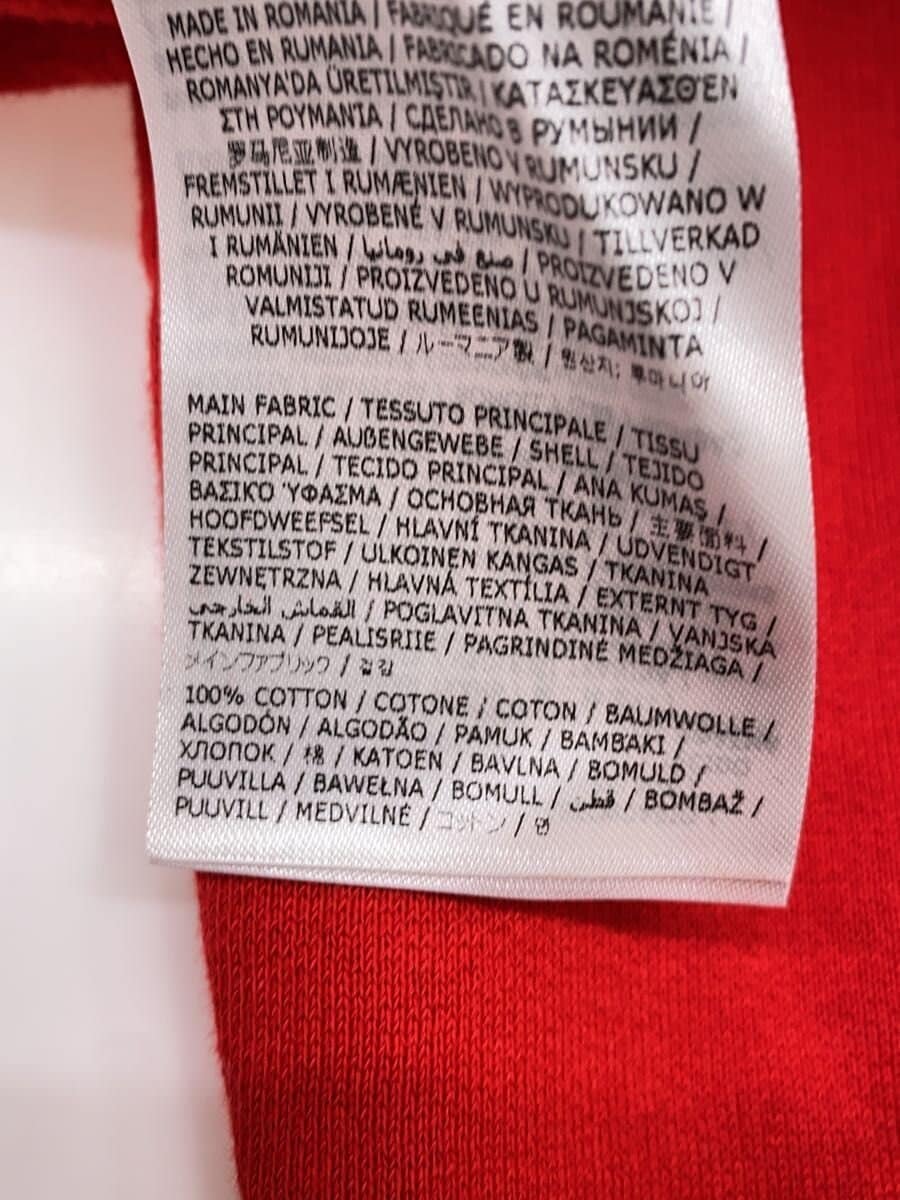 MADE IN ROMANIA / FABRIQUÉ EN ROUMANIE /
HECHO EN RUMANIA / FABRICADO NA ROMÉNIA /
ROMANYA'DA ÜRETILMIŞTIR / ΚΑΤΑΣΚΕΥΑΣΘΈΝ
ΣΤΗ ΡΟΥΜΑΝΊΑ / СДЕЛАНО В РУМЫНИИ /
罗马尼亚制造 / VYROBENO V RUMUNSKU /
FREMSTILLET I RUMÆNIEN / WYPRODUKOWANO W
RUMUNII / VYROBENÉ V RUMUNSKU / TILLVERKAD
I RUMÄNIEN / صنع في رومانيا / PROIZVEDENO V
ROMUNIJI / PROIZVEDENO U RUMUNJSKOJ /
VALMISTATUD RUMEENIAS / PAGAMINTA
RUMUNIJOJE / ルーマニア製 / 원산지: 루마니아
MAIN FABRIC / TESSUTO PRINCIPALE / TISSU
PRINCIPAL / AUßENGEWEBE / SHELL / TEJIDO
PRINCIPAL / TECIDO PRINCIPAL / ANA KUMAŞ /
ΒΑΣΙΚΌ ΎΦΑΣΜΑ / ОСНОВНАЯ ТКАНЬ / 主要面料 /
HOOFDWEEFSEL / HLAVNÍ TKANINA / UDVENDIGT
TEKSTILSTOF / ULKOINEN KANGAS / TKANINA
ZEWNĘTRZNA / HLAVNÁ TEXTÍLIA / EXTERNT TYG /
القماش الخارجي / POGLAVITNA TKANINA / VANJSKA
TKANINA / PEALISRIIE / PAGRINDINĖ MEDŽIAGA /
メインファブリック / 겉감
100% COTTON / COTONE / COTON / BAUMWOLLE /
ALGODÓN / ALGODÃO / PAMUK / ΒΑΜΒΆΚΙ /
ХЛОПОК / 棉 / KATOEN / BAVLNA / BOMULD /
PUUVILLA / BAWEŁNA / BOMULL / قطن / BOMBAŽ /
PUUVILL / MEDVILNĖ / コットン / 면